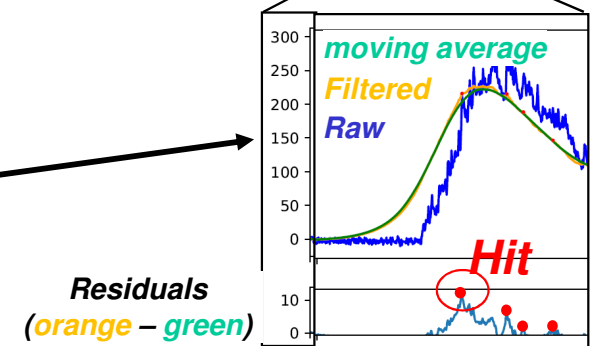 300
250
200
150
100
50
0
moving average
Filtered
Raw
Hit
Residuals
(orange – green)
10
0